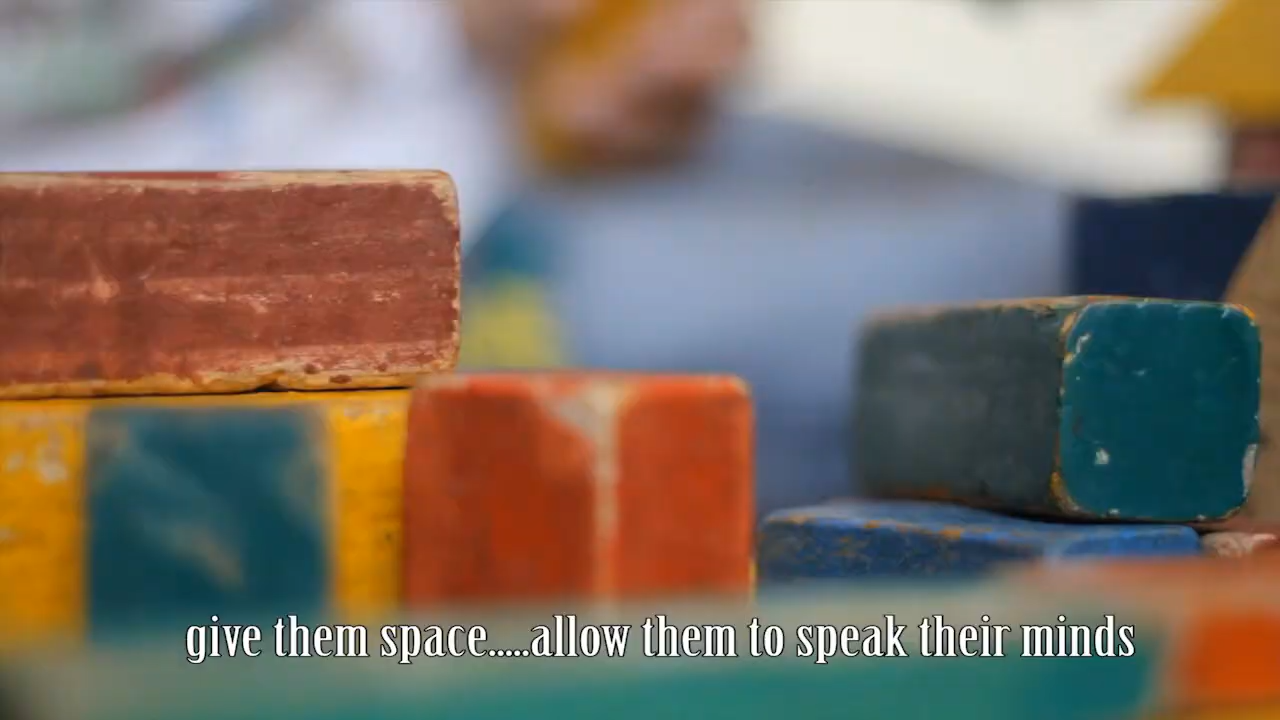 give them space.....allow them to speak their minds